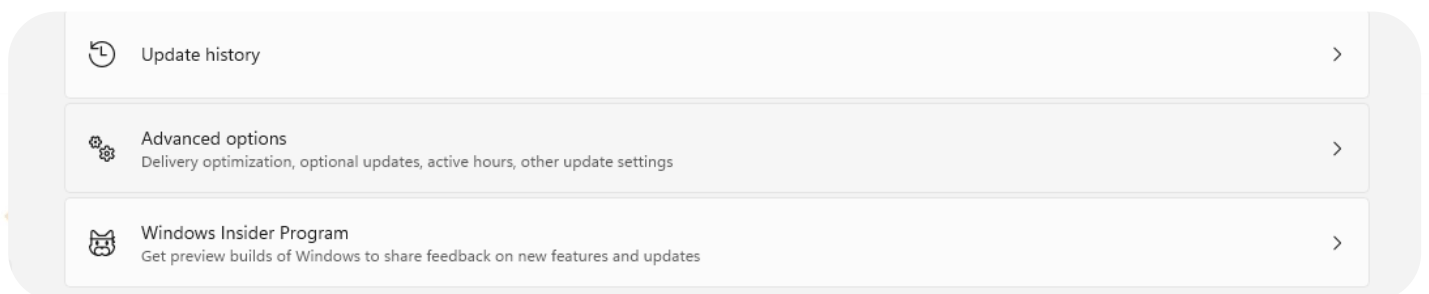 Update history
Advanced options
Delivery optimization, optional updates, active hours, other update settings
Windows Insider Program
Get preview builds of Windows to share feedback on new features and updates